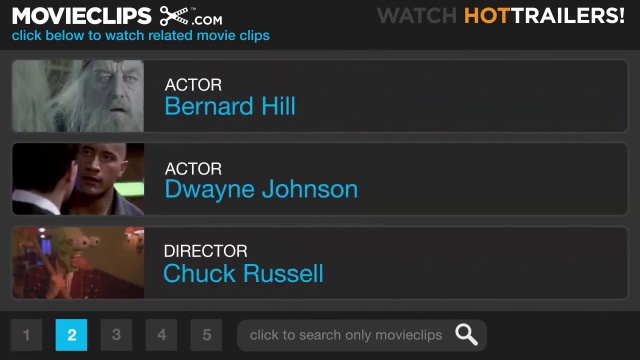 MOVIECLIPS .COM
click below to watch related movie clips
WATCH HOTTRAILERS!
ACTOR
Bernard Hill
ACTOR
Dwayne Johnson
DIRECTOR
Chuck Russell
1 2 3 4 5
click to search only movieclips